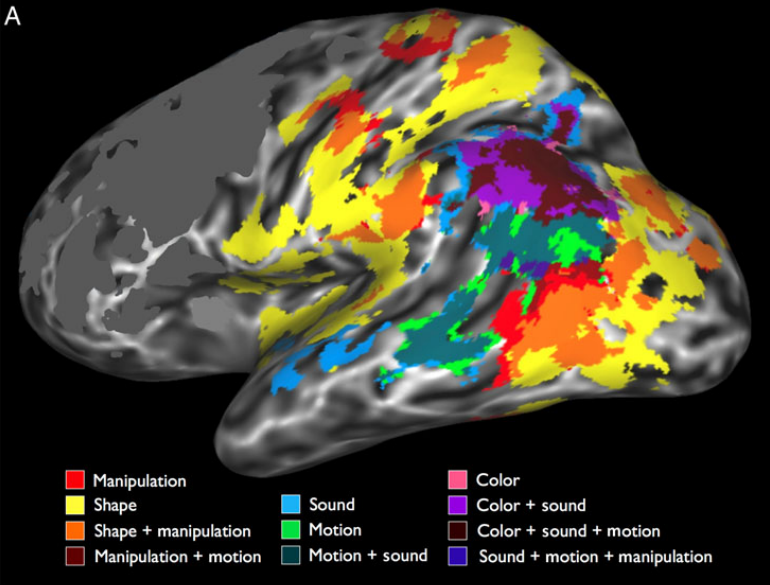 A
Manipulation
Shape
Shape + manipulation
Manipulation + motion
Sound
Motion
Motion + sound
Color
Color + sound
Color + sound + motion
Sound + motion + manipulation